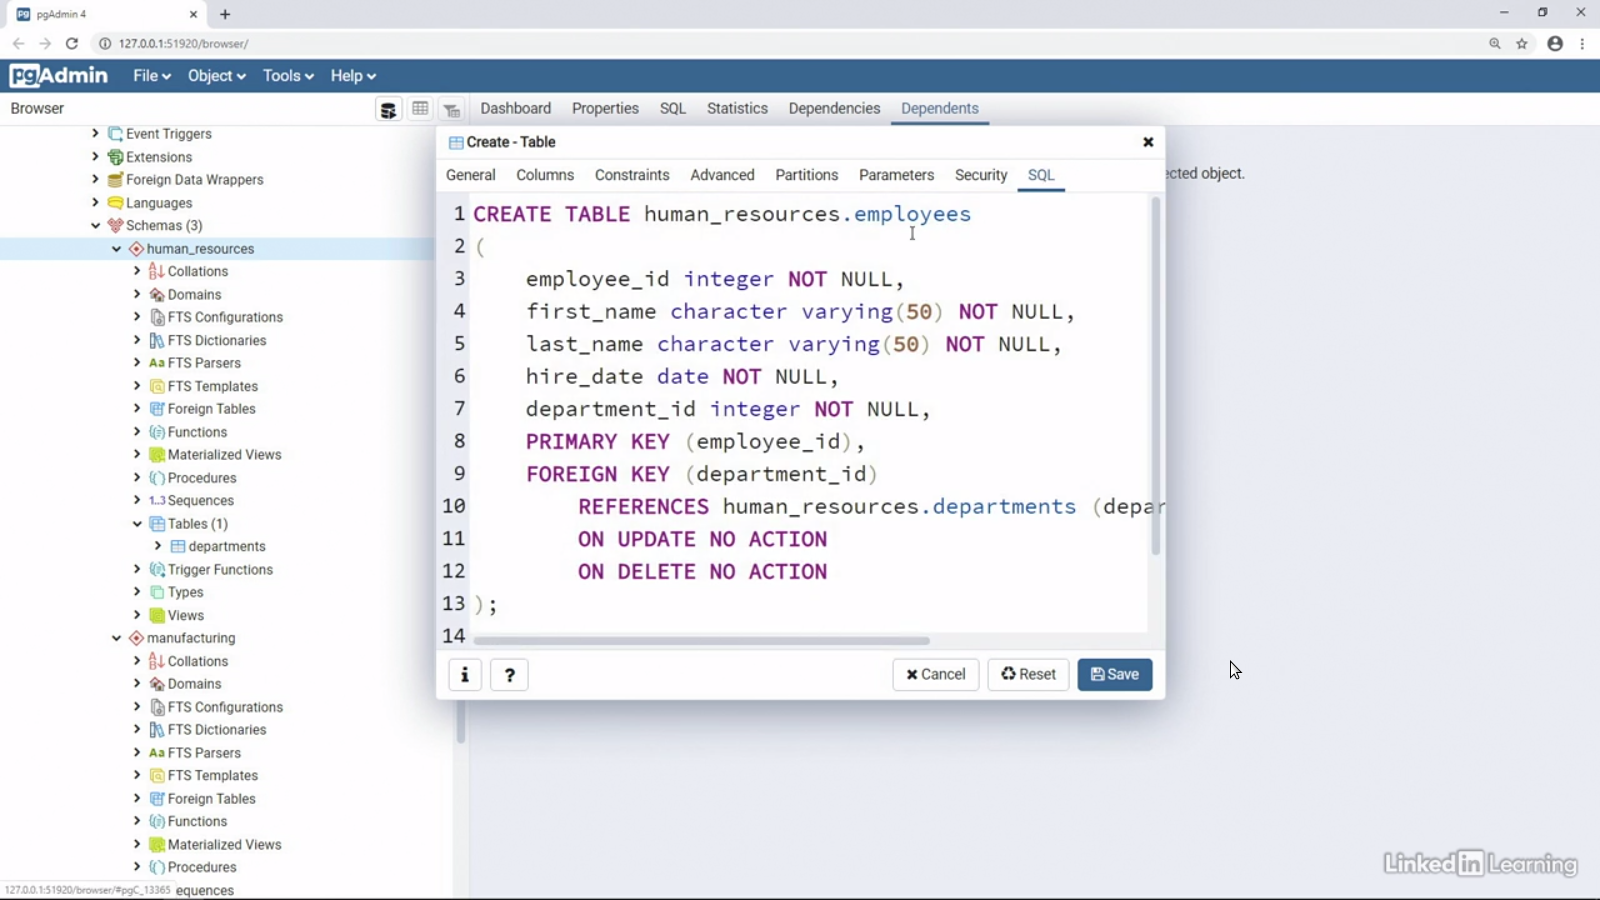 pgAdmin 4
127.0.0.1:51920/browser/
pgAdmin File Object Tools Help
Browser
Dashboard Properties SQL Statistics Dependencies Dependents
Event Triggers
Extensions
Foreign Data Wrappers
Languages
Schemas (3)
human_resources
Collations
Domains
FTS Configurations
FTS Dictionaries
Aa FTS Parsers
FTS Templates
Foreign Tables
Functions
Materialized Views
Procedures
1..3 Sequences
Tables (1)
departments
Trigger Functions
Types
Views
manufacturing
Collations
Domains
FTS Configurations
FTS Dictionaries
Aa FTS Parsers
FTS Templates
Foreign Tables
Functions
Materialized Views
Procedures
equences
127.0.0.1:51920/browser/#pgC_13365
Create - Table
General Columns Constraints Advanced Partitions Parameters Security SQL
ected object.
1 CREATE TABLE human_resources.employees
2 (
3 employee_id integer NOT NULL,
4 first_name character varying(50) NOT NULL,
5 last_name character varying(50) NOT NULL,
6 hire_date date NOT NULL,
7 department_id integer NOT NULL,
8 PRIMARY KEY (employee_id),
9 FOREIGN KEY (department_id)
10 REFERENCES human_resources.departments (depar
11 ON UPDATE NO ACTION
12 ON DELETE NO ACTION
13 );
14
i ? Cancel Reset Save
LinkedIn Learning